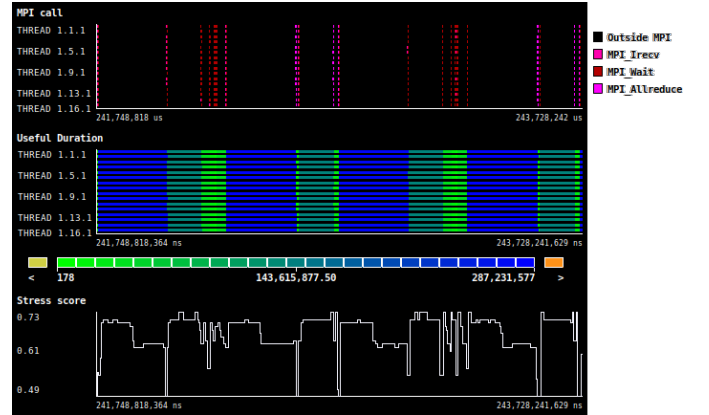 MPI call
THREAD 1.1.1
THREAD 1.5.1
THREAD 1.9.1
THREAD 1.13.1
THREAD 1.16.1
241,748,818 us 243,728,242 us
Outside MPI
MPI_Irecv
MPI_Wait
MPI_Allreduce
Useful Duration
THREAD 1.1.1
THREAD 1.5.1
THREAD 1.9.1
THREAD 1.13.1
THREAD 1.16.1
241,748,818,364 ns 243,728,241,629 ns
< 178 143,615,877.50 287,231,577 >
Stress score
0.73
0.61
0.49
241,748,818,364 ns 243,728,241,629 ns